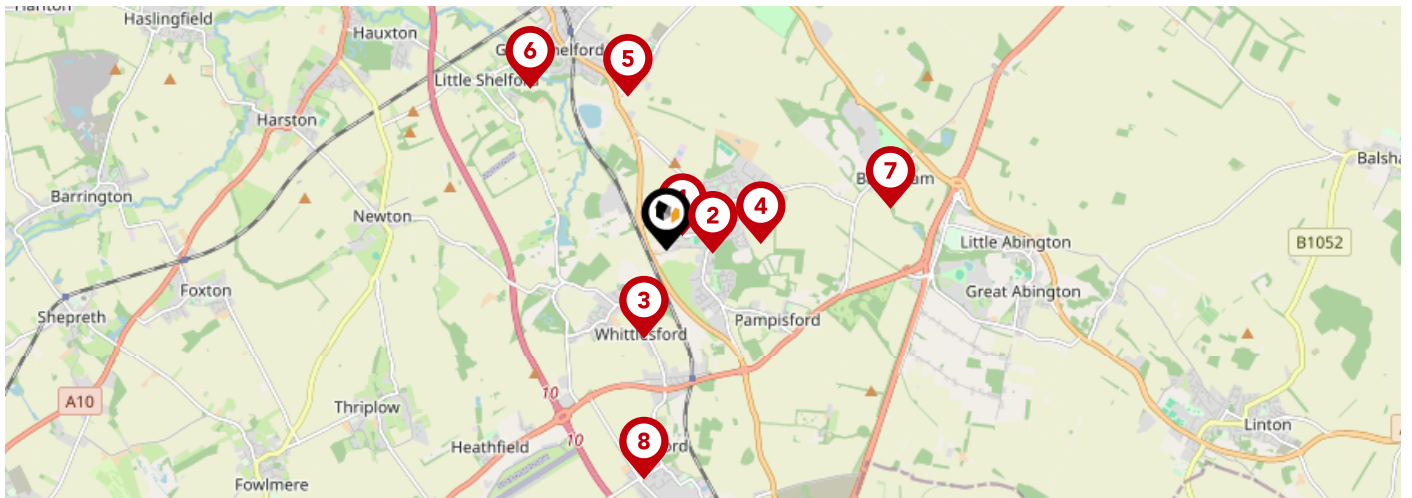 Haslingfield
Hauxton
6
5
Little Shelford
Harston
7
Balsha
Barrington
1
2
4
Newton
Little Abington
B1052
Foxton
Great Abington
3
Shepreth
Pampisford
Whittlesford
10
A10
Thriplow
Linton
10
Heathfield
8
Fowlmere